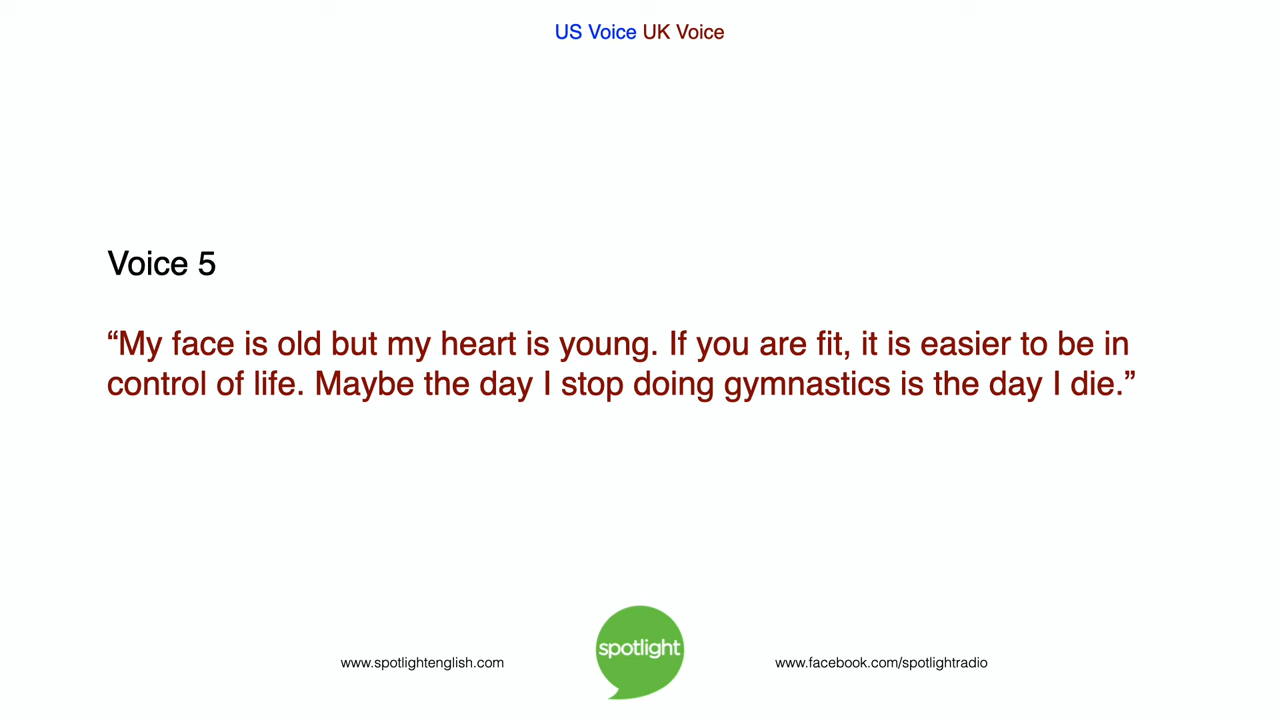 US Voice UK Voice
Voice 5
“My face is old but my heart is young. If you are fit, it is easier to be in
control of life. Maybe the day I stop doing gymnastics is the day I die.”
spotlight
www.spotlightenglish.com
www.facebook.com/spotlightradio